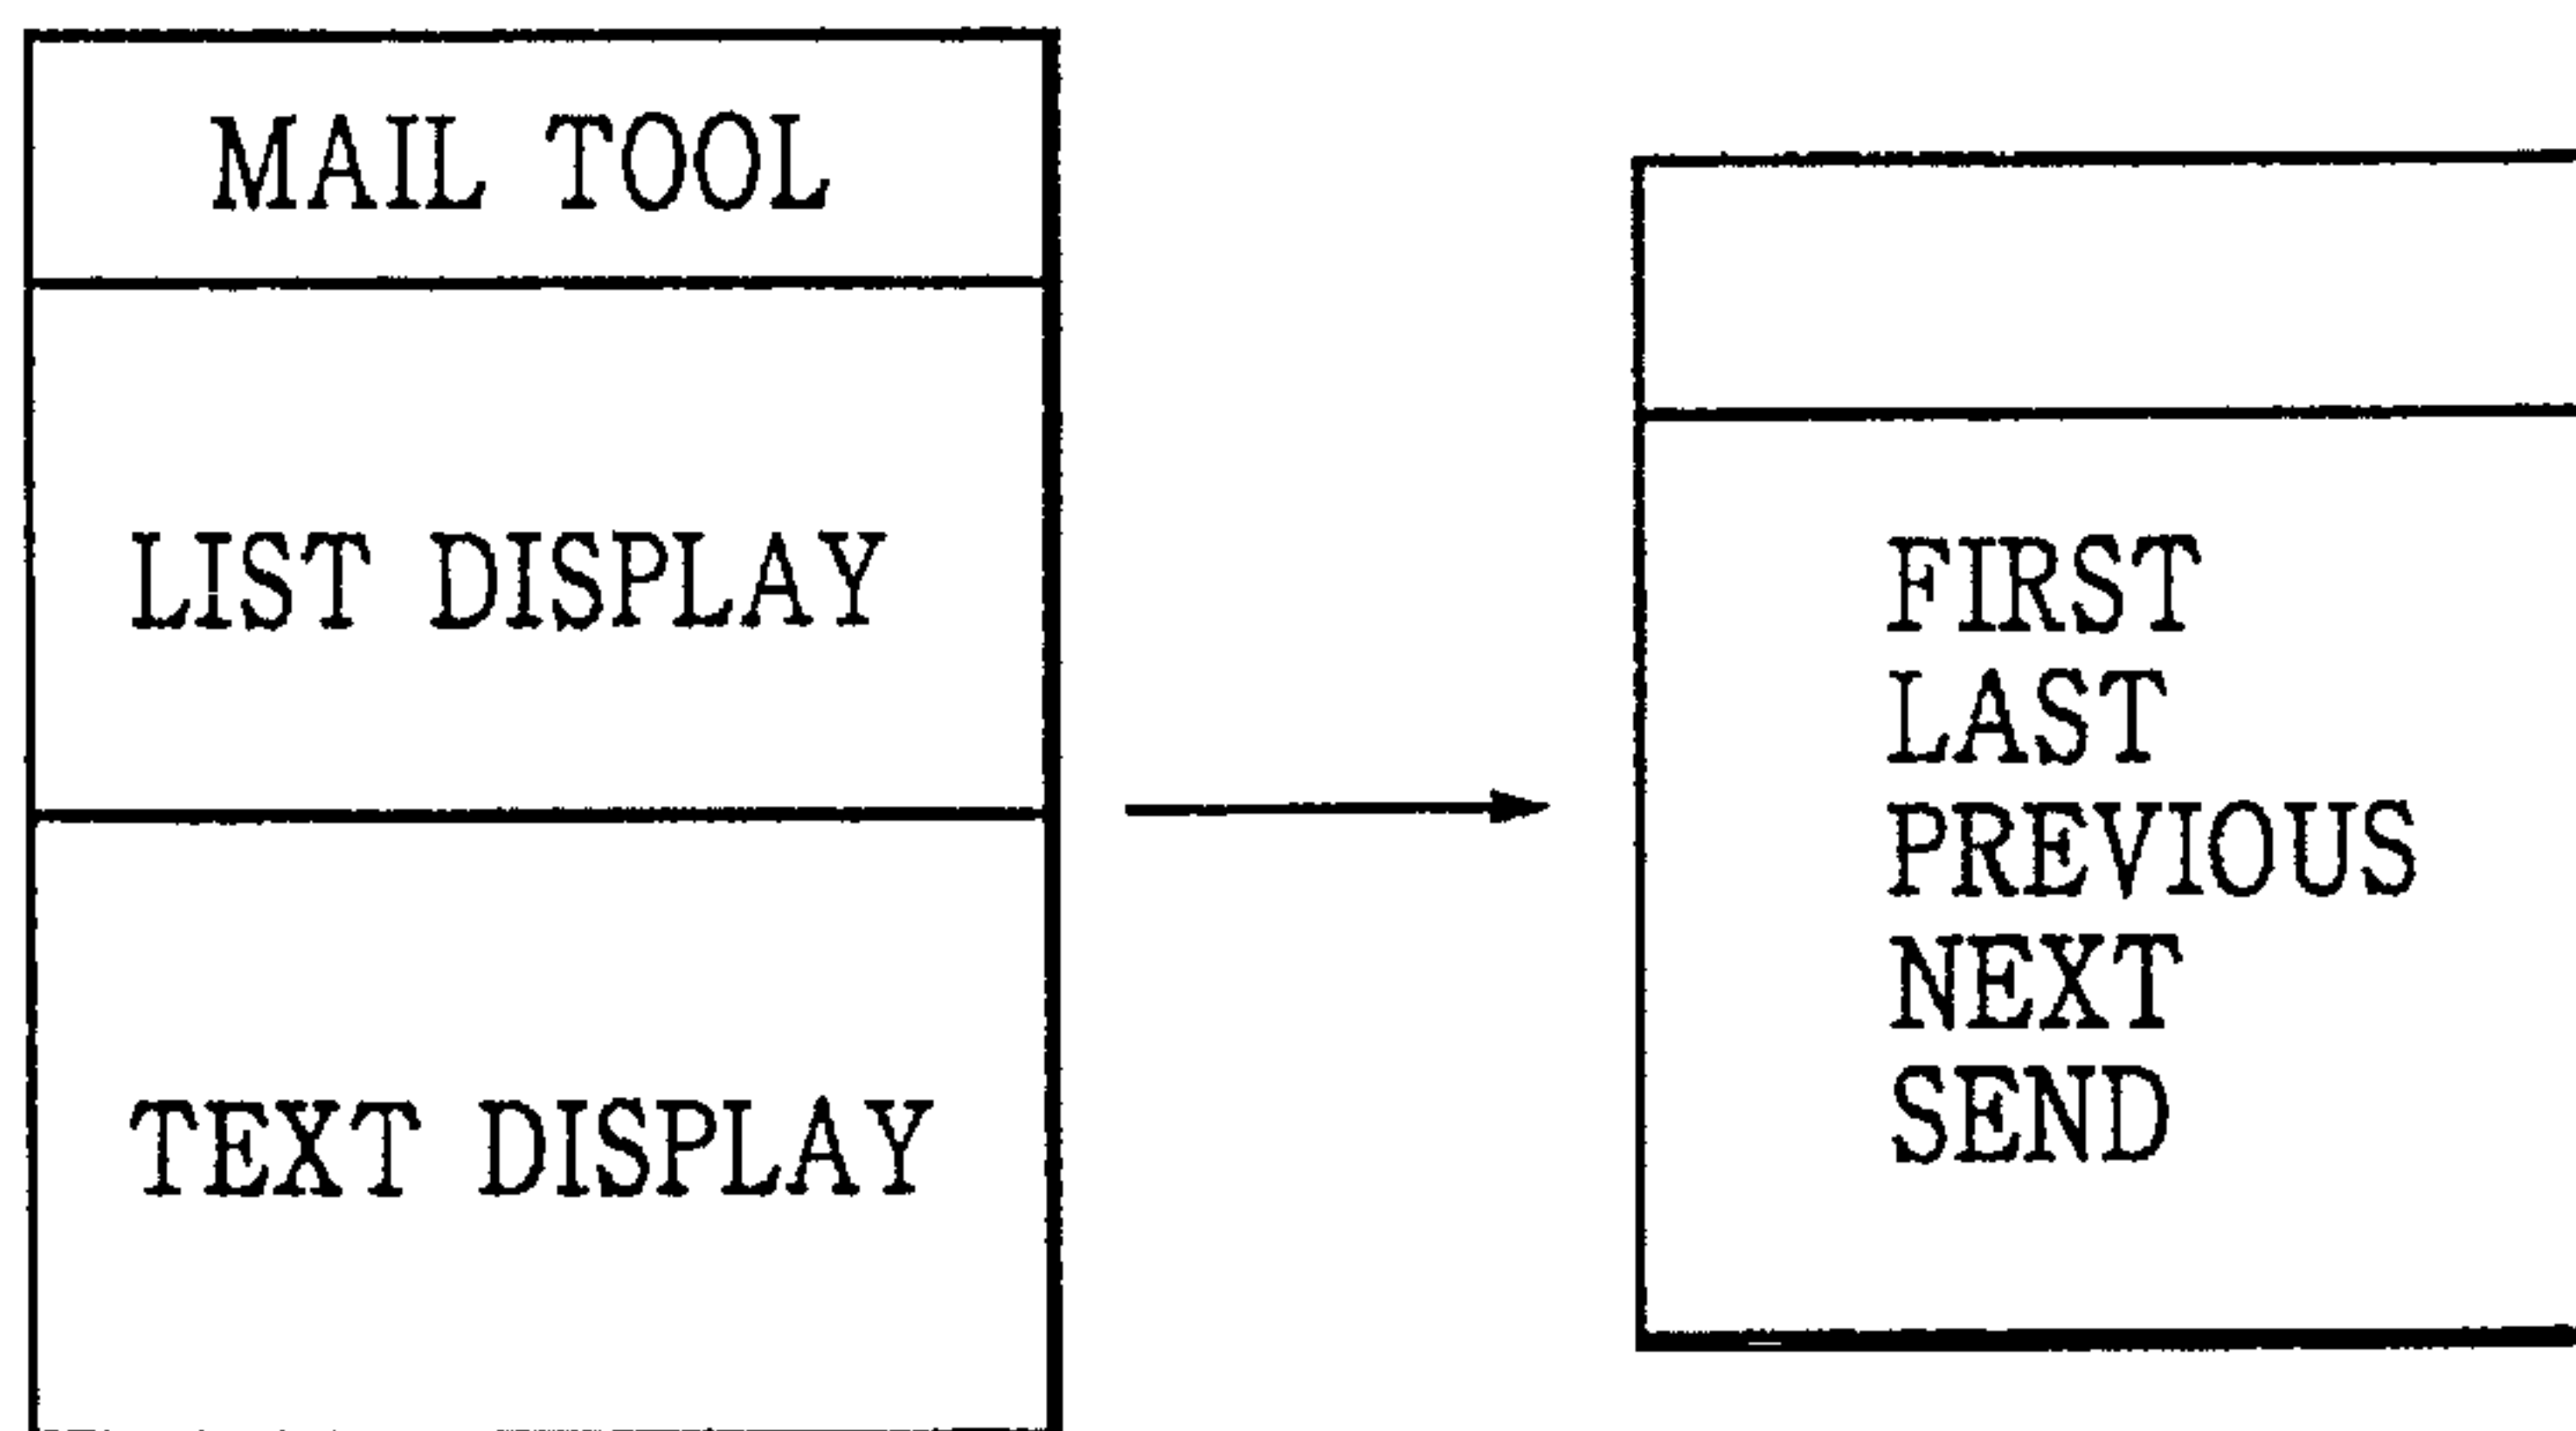 MAIL TOOL
LIST DISPLAY
TEXT DISPLAY
FIRST
LAST
PREVIOUS
NEXT
SEND